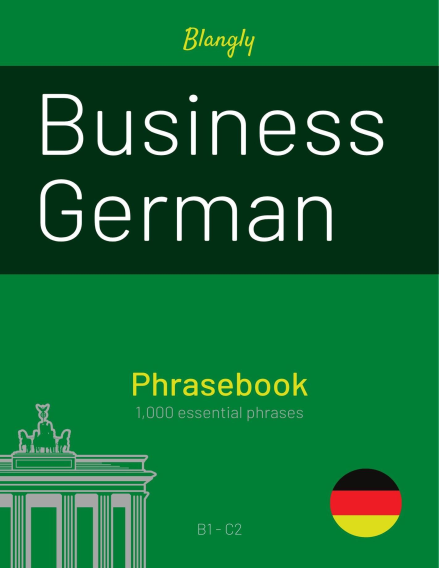 Blangly
Business
German
Phrasebook
1,000 essential phrases
B1 - C2